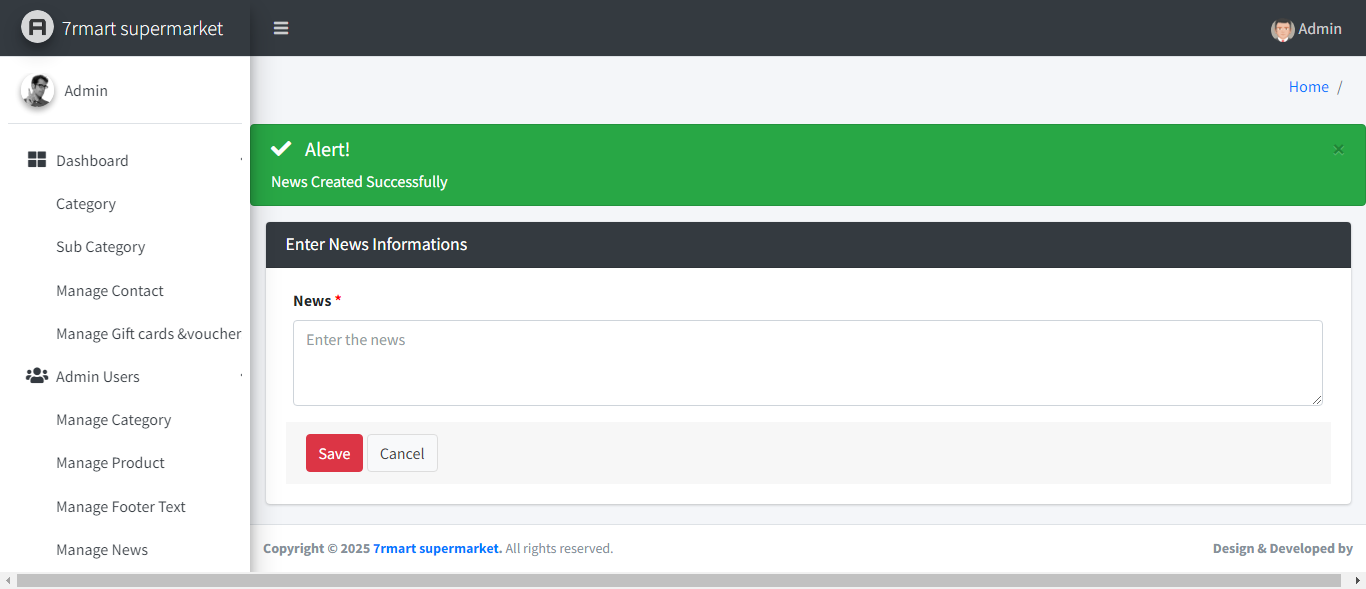 7rmart supermarket
Admin
Admin
Home /
Dashboard
Category
Sub Category
Manage Contact
Manage Gift cards &voucher
Admin Users
Manage Category
Manage Product
Manage Footer Text
Manage News
Alert!
×
News Created Successfully
Enter News Informations
News *
Enter the news
Save
Cancel
Copyright © 2025 7rmart supermarket. All rights reserved.
Design & Developed by